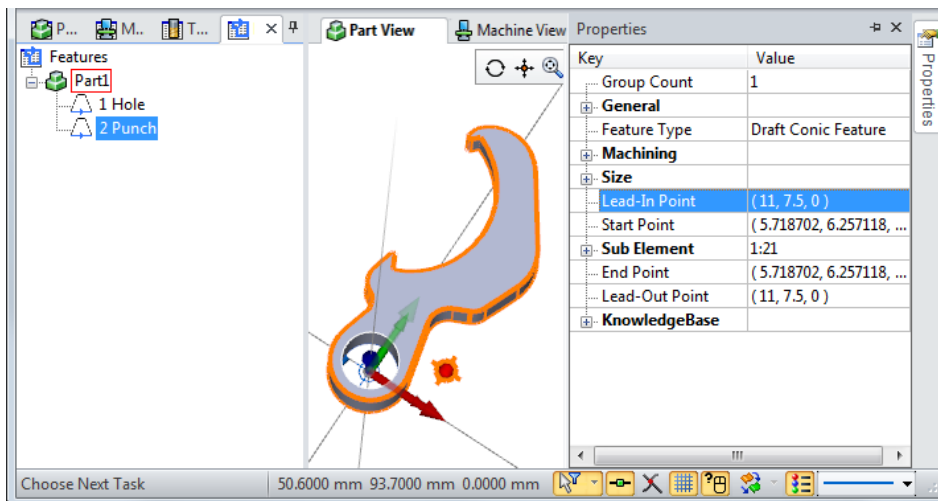 P... M... T...
Features
Part1
1 Hole
2 Punch
Part View Machine View
Properties
Key Value
Group Count 1
General
Feature Type Draft Conic Feature
Machining
Size
Lead-In Point ( 11, 7.5, 0 )
Start Point ( 5.718702, 6.257118, ...
Sub Element 1:21
End Point ( 5.718702, 6.257118, ...
Lead-Out Point ( 11, 7.5, 0 )
KnowledgeBase
Properties
Choose Next Task 50.6000 mm 93.7000 mm 0.0000 mm